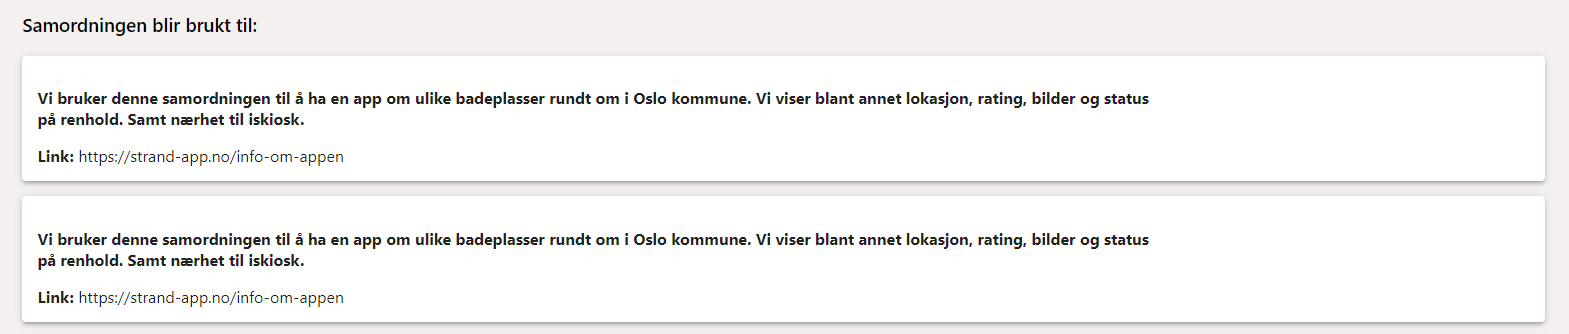 Samordningen blir brukt til:
Vi bruker denne samordningen til å ha en app om ulike badeplasser rundt om i Oslo kommune. Vi viser blant annet lokasjon, rating, bilder og status
på renhold. Samt nærhet til iskiosk.
Link: https://strand-app.no/info-om-appen
Vi bruker denne samordningen til å ha en app om ulike badeplasser rundt om i Oslo kommune. Vi viser blant annet lokasjon, rating, bilder og status
på renhold. Samt nærhet til iskiosk.
Link: https://strand-app.no/info-om-appen